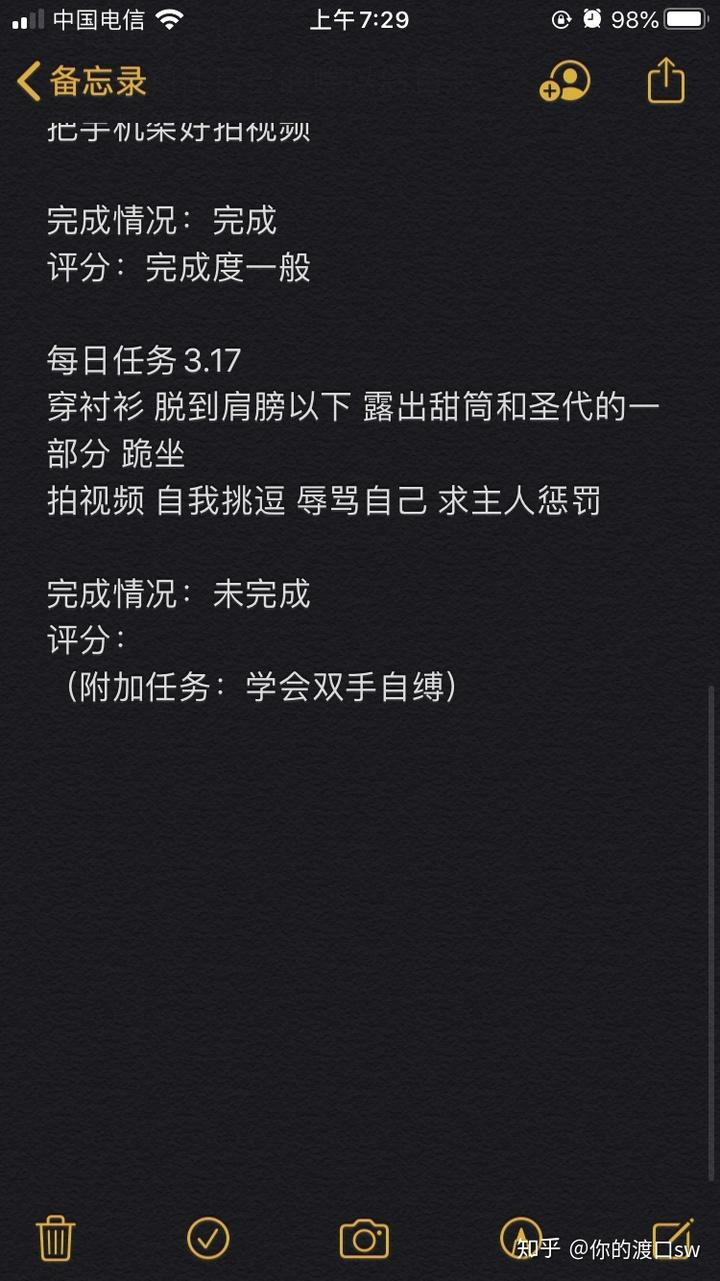 中国电信
上午7:29
98%
备忘录
把手机架好拍视频
完成情况：完成
评分：完成度一般
每日任务3.17
穿衬衫 脱到肩膀以下 露出甜筒和圣代的一
部分 跪坐
拍视频 自我挑逗 辱骂自己 求主人惩罚
完成情况：未完成
评分：
（附加任务：学会双手自缚）
知乎 @你的渡口sw